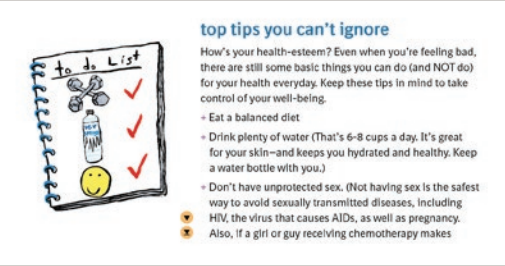 to do List
top tips you can't ignore
How's your health-esteem? Even when you're feeling bad,
there are still some basic things you can do (and NOT do)
for your health everyday. Keep these tips in mind to take
control of your well-being.
+ Eat a balanced diet
+ Drink plenty of water (That's 6-8 cups a day. It's great
for your skin—and keeps you hydrated and healthy. Keep
a water bottle with you.)
+ Don't have unprotected sex. (Not having sex is the safest
way to avoid sexually transmitted diseases, including
HIV, the virus that causes AIDs, as well as pregnancy.
Also, if a girl or guy receiving chemotherapy makes